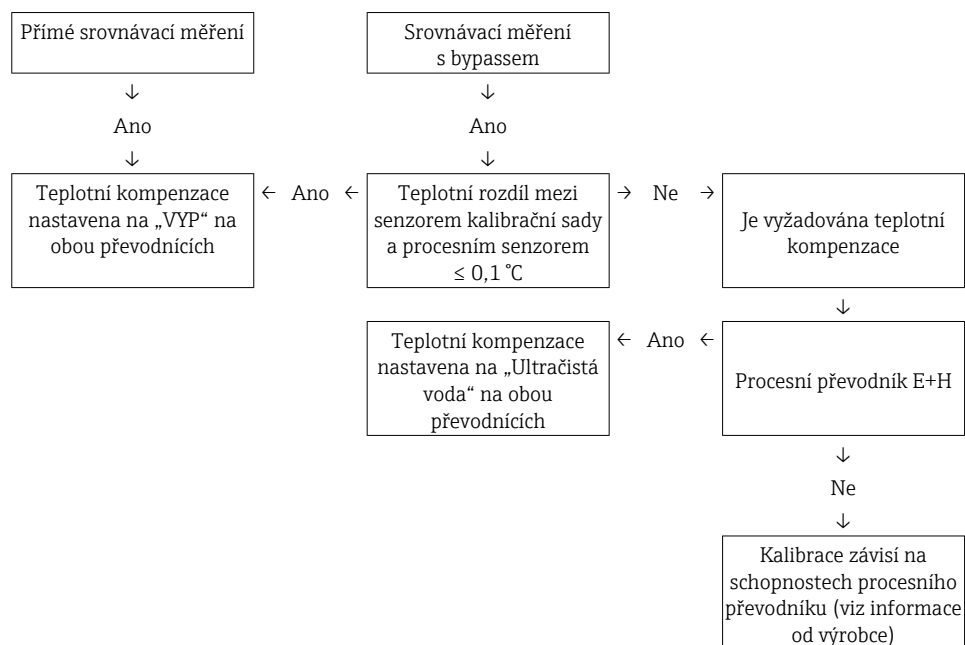 Přímé srovnávací měření
Srovnávací měření
s bypassem
↓
↓
Ano
Ano
↓
↓
Teplotní kompenzace
nastavena na „VYP“ na
obou převodnících
← Ano ←
Teplotní rozdíl mezi
senzorem kalibrační sady
a procesním senzorem
≤ 0,1 °C
→ Ne →
Je vyžadována teplotní
kompenzace
↓
Teplotní kompenzace
nastavena na „Ultračistá
voda“ na obou
převodnících
← Ano ←
Procesní převodník E+H
↓
Ne
↓
Kalibrace závisí na
schopnostech procesního
převodníku (viz informace
od výrobce)